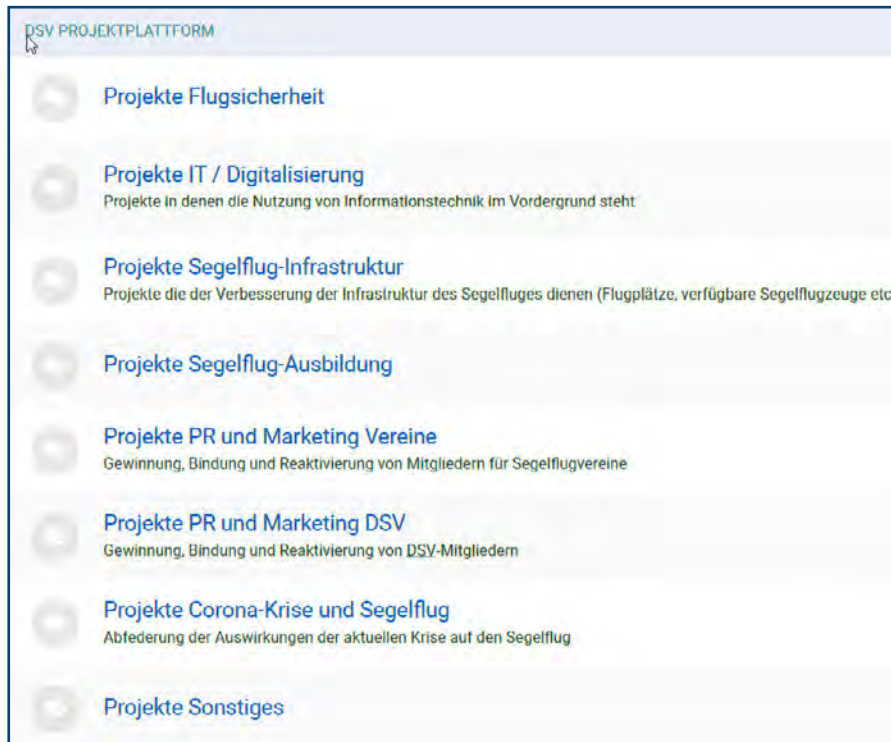 DSV PROJEKTPLATTFORM
Projekte Flugsicherheit
Projekte IT / Digitalisierung
Projekte in denen die Nutzung von Informationstechnik im Vordergrund steht
Projekte Segelflug-Infrastruktur
Projekte die der Verbesserung der Infrastruktur des Segelfluges dienen (Flugplätze, verfügbare Segelflugzeuge etc
Projekte Segelflug-Ausbildung
Projekte PR und Marketing Vereine
Gewinnung, Bindung und Reaktivierung von Mitgliedern für Segelflugvereine
Projekte PR und Marketing DSV
Gewinnung, Bindung und Reaktivierung von DSV-Mitgliedern
Projekte Corona-Krise und Segelflug
Abfederung der Auswirkungen der aktuellen Krise auf den Segelflug
Projekte Sonstiges